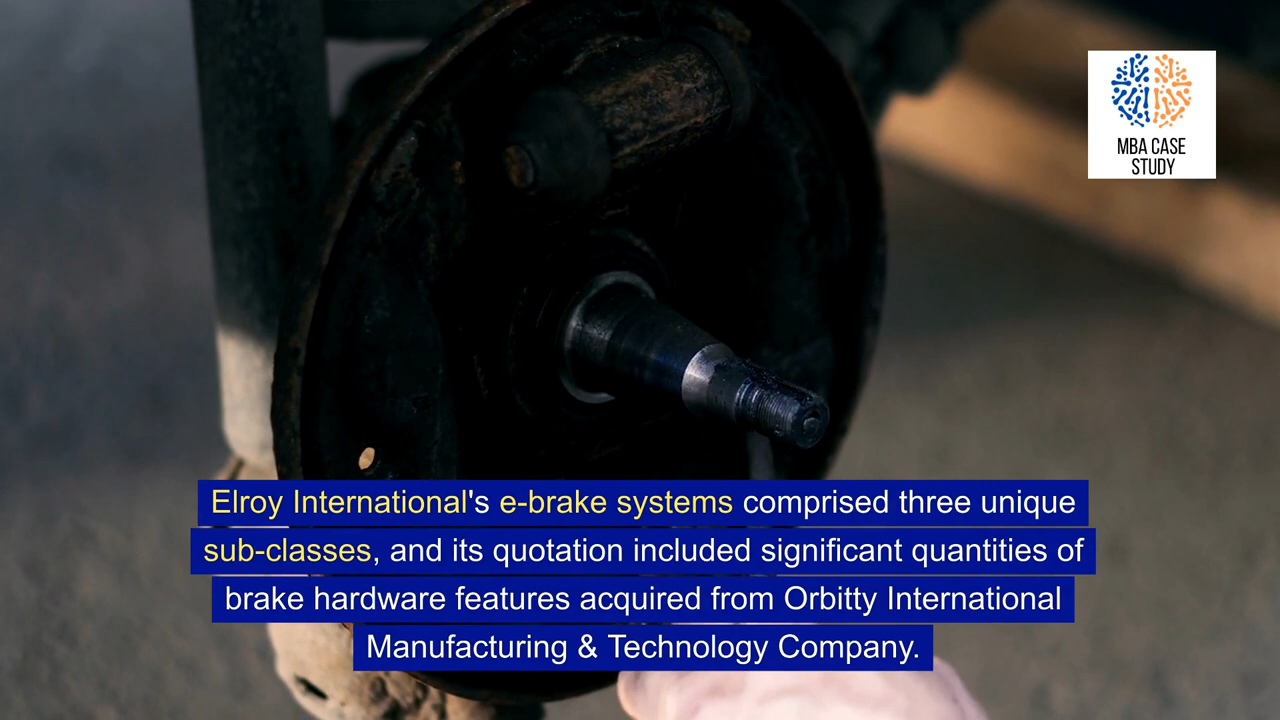 MBA CASE
STUDY
Elroy International's e-brake systems comprised three unique
sub-classes, and its quotation included significant quantities of
brake hardware features acquired from Orbitty International
Manufacturing & Technology Company.